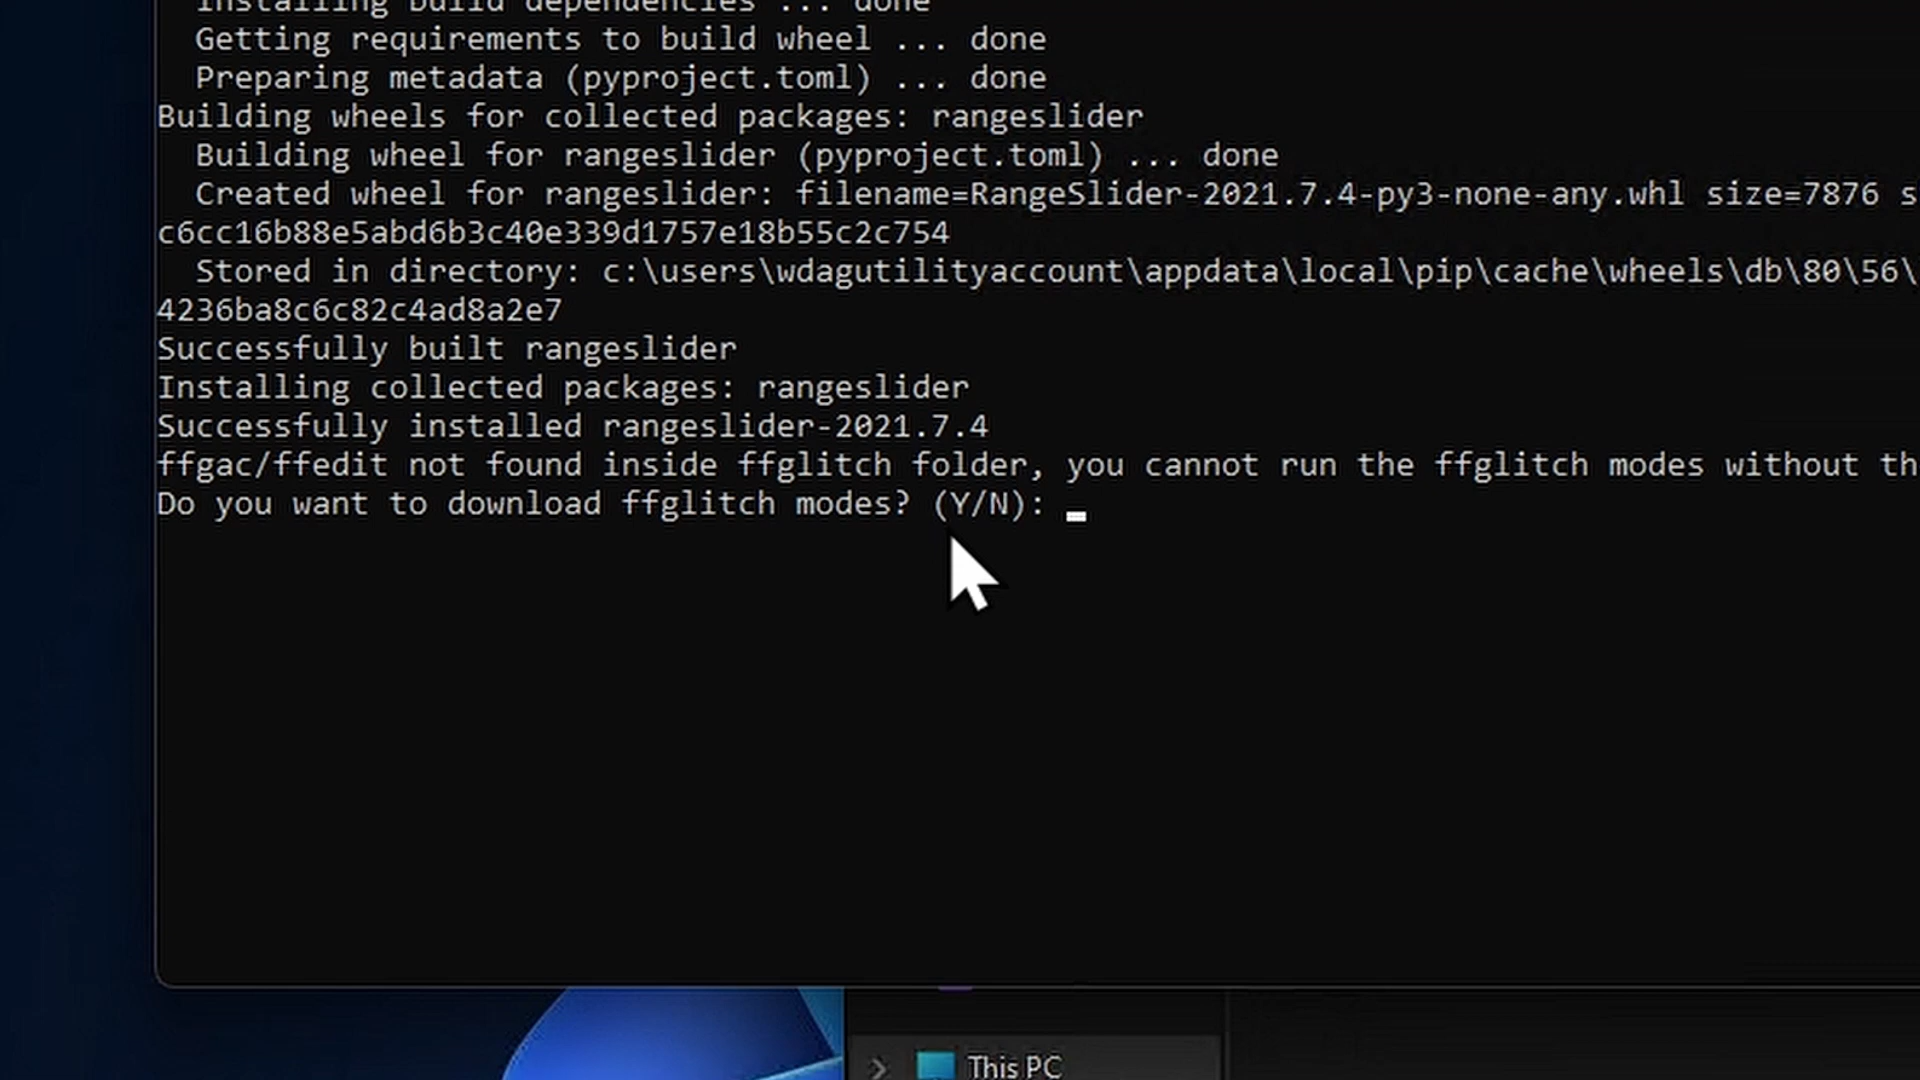 Installing build dependencies ... done
Getting requirements to build wheel ... done
Preparing metadata (pyproject.toml) ... done
Building wheels for collected packages: rangeslider
Building wheel for rangeslider (pyproject.toml) ... done
Created wheel for rangeslider: filename=RangeSlider-2021.7.4-py3-none-any.whl size=7876 s
c6cc16b88e5abd6b3c40e339d1757e18b55c2c754
Stored in directory: c:\users\wdagutilityaccount\appdata\local\pip\cache\wheels\db\80\56\
4236ba8c6c82c4ad8a2e7
Successfully built rangeslider
Installing collected packages: rangeslider
Successfully installed rangeslider-2021.7.4
ffgac/ffedit not found inside ffglitch folder, you cannot run the ffglitch modes without th
Do you want to download ffglitch modes? (Y/N):
This PC